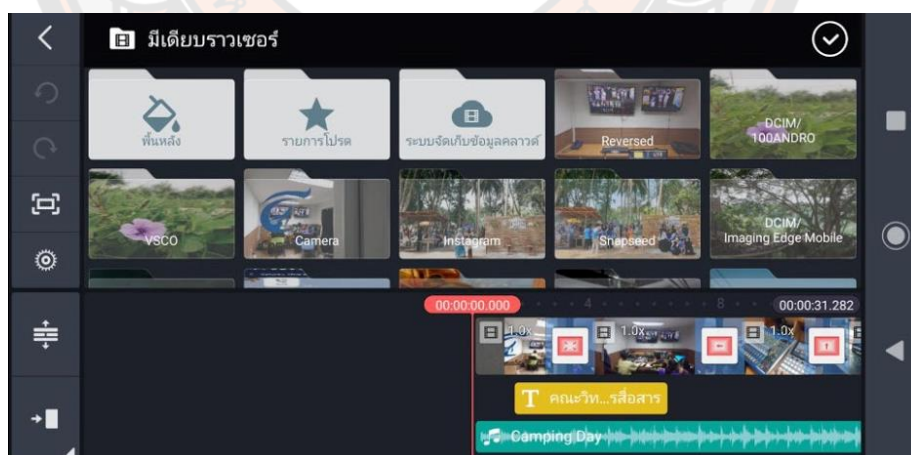 มีเดียบราวเซอร์
พื้นหลัง
รายการโปรด
ระบบจัดเก็บข้อมูลคลาวด์
Reversed
DCIM/
100ANDRO
VSCO
Camera
Instagram
Snapseed
DCIM/
Imaging Edge Mobile
00:00:00.000
4
8
00:00:31.282
1.0x
1.0x
1.0x
T คณะวิท...รสื่อสาร
Camping Day